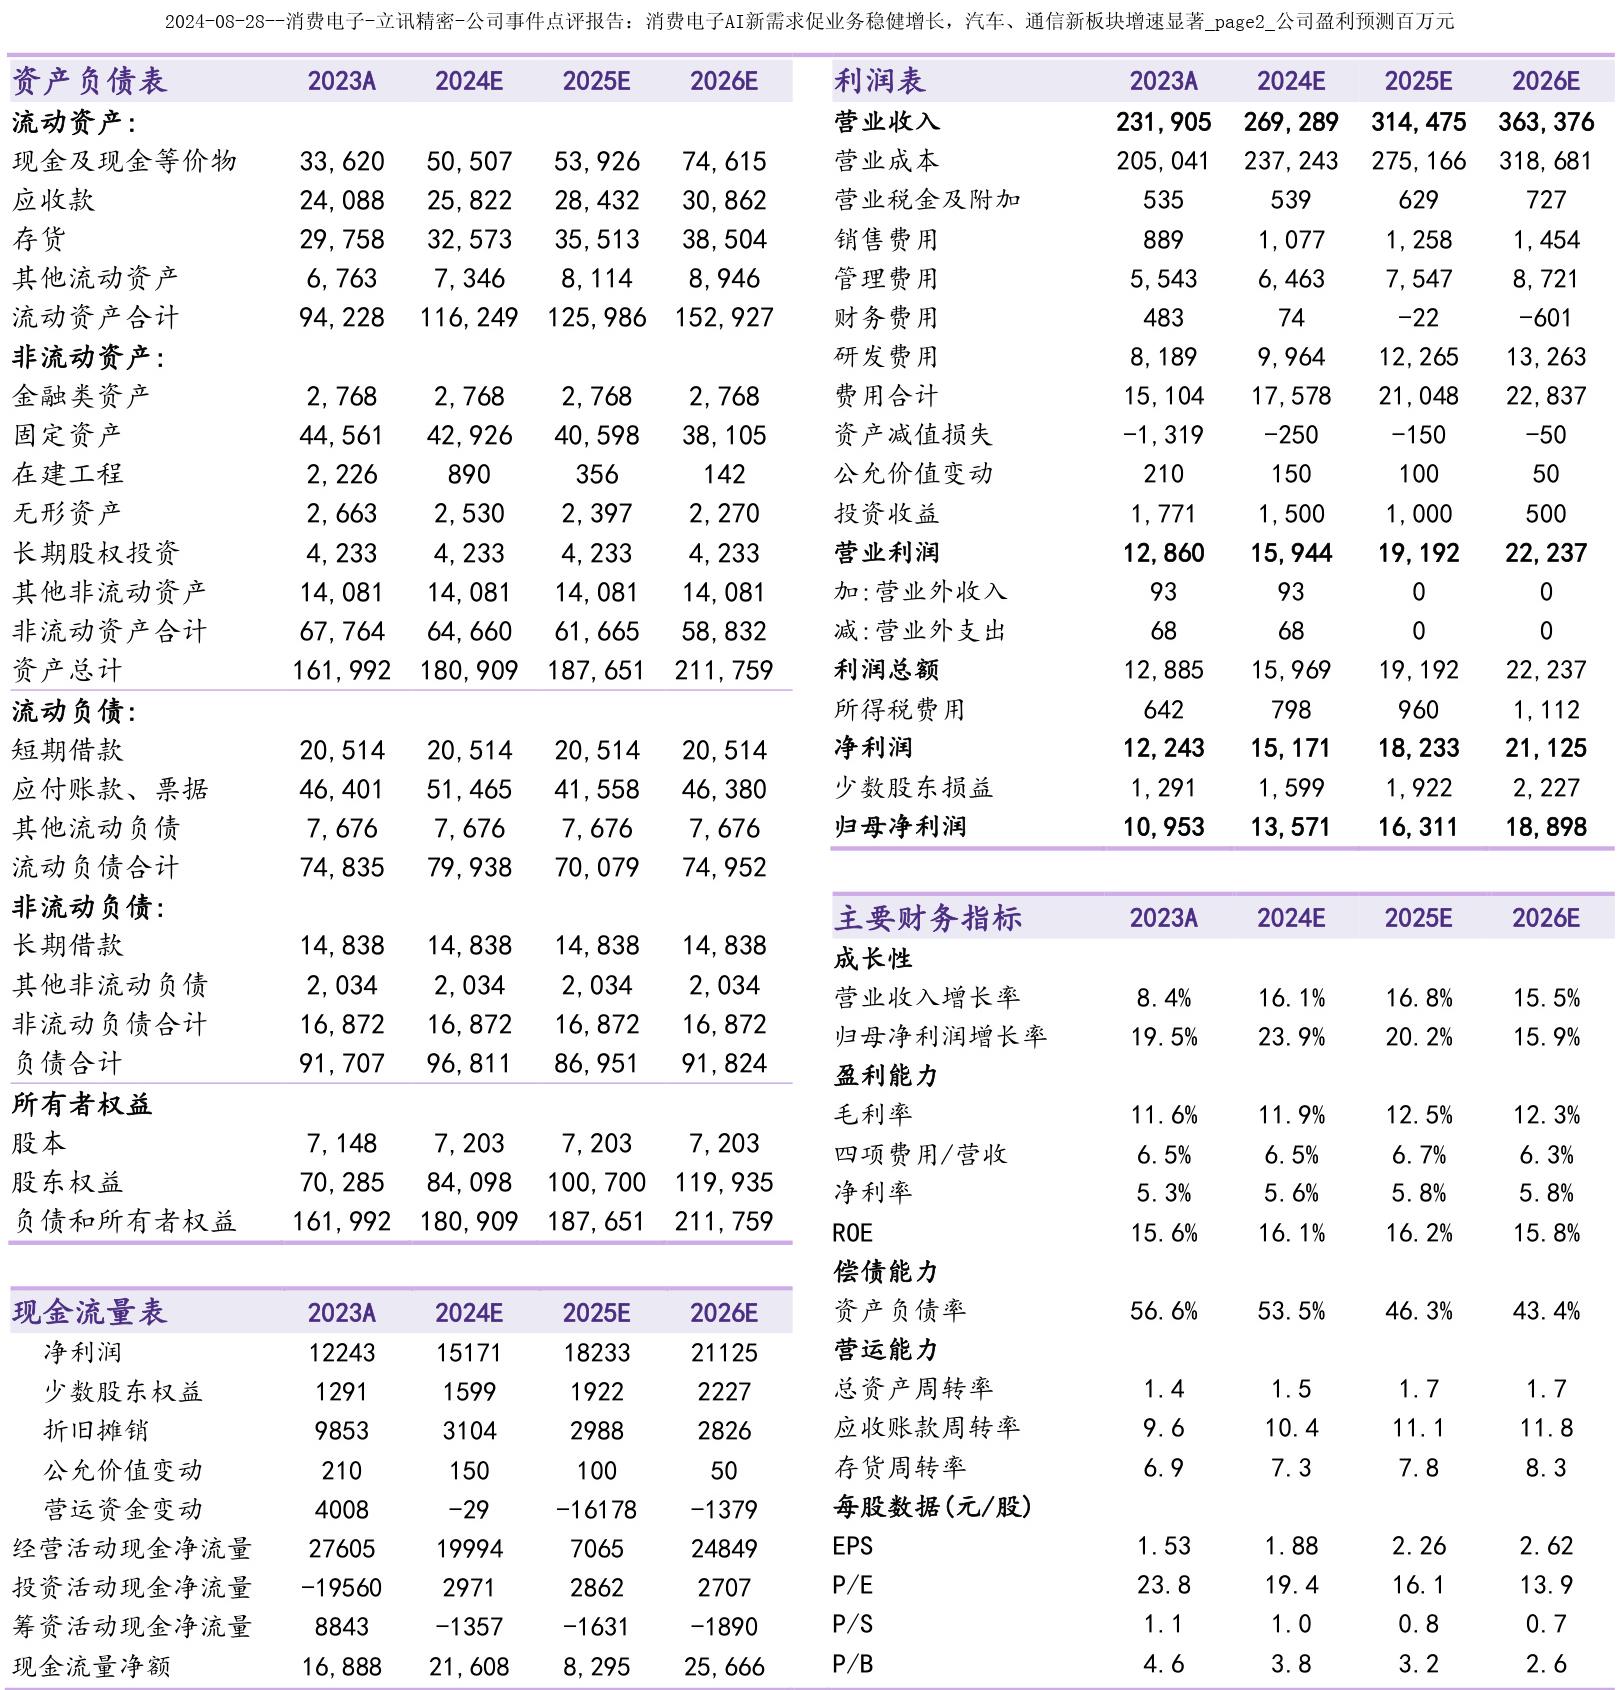 2024-08-28--消费电子-立讯精密-公司事件点评报告：消费电子AI新需求促业务稳健增长，汽车、通信新板块增速显著_page2_公司盈利预测百万元
资产负债表 2023A 2024E 2025E 2026E
流动资产:
现金及现金等价物 33,620 50,507 53,926 74,615
应收款 24,088 25,822 28,432 30,862
存货 29,758 32,573 35,513 38,504
其他流动资产 6,763 7,346 8,114 8,946
流动资产合计 94,228 116,249 125,986 152,927
非流动资产:
金融类资产 2,768 2,768 2,768 2,768
固定资产 44,561 42,926 40,598 38,105
在建工程 2,226 890 356 142
无形资产 2,663 2,530 2,397 2,270
长期股权投资 4,233 4,233 4,233 4,233
其他非流动资产 14,081 14,081 14,081 14,081
非流动资产合计 67,764 64,660 61,665 58,832
资产总计 161,992 180,909 187,651 211,759
流动负债:
短期借款 20,514 20,514 20,514 20,514
应付账款、票据 46,401 51,465 41,558 46,380
其他流动负债 7,676 7,676 7,676 7,676
流动负债合计 74,835 79,938 70,079 74,952
非流动负债:
长期借款 14,838 14,838 14,838 14,838
其他非流动负债 2,034 2,034 2,034 2,034
非流动负债合计 16,872 16,872 16,872 16,872
负债合计 91,707 96,811 86,951 91,824
所有者权益
股本 7,148 7,203 7,203 7,203
股东权益 70,285 84,098 100,700 119,935
负债和所有者权益 161,992 180,909 187,651 211,759
现金流量表 2023A 2024E 2025E 2026E
净利润 12243 15171 18233 21125
少数股东权益 1291 1599 1922 2227
折旧摊销 9853 3104 2988 2826
公允价值变动 210 150 100 50
营运资金变动 4008 -29 -16178 -1379
经营活动现金净流量 27605 19994 7065 24849
投资活动现金净流量 -19560 2971 2862 2707
筹资活动现金净流量 8843 -1357 -1631 -1890
现金流量净额 16,888 21,608 8,295 25,666
利润表 2023A 2024E 2025E 2026E
营业收入 231,905 269,289 314,475 363,376
营业成本 205,041 237,243 275,166 318,681
营业税金及附加 535 539 629 727
销售费用 889 1,077 1,258 1,454
管理费用 5,543 6,463 7,547 8,721
财务费用 483 74 -22 -601
研发费用 8,189 9,964 12,265 13,263
费用合计 15,104 17,578 21,048 22,837
资产减值损失 -1,319 -250 -150 -50
公允价值变动 210 150 100 50
投资收益 1,771 1,500 1,000 500
营业利润 12,860 15,944 19,192 22,237
加:营业外收入 93 93 0 0
减:营业外支出 68 68 0 0
利润总额 12,885 15,969 19,192 22,237
所得税费用 642 798 960 1,112
净利润 12,243 15,171 18,233 21,125
少数股东损益 1,291 1,599 1,922 2,227
归母净利润 10,953 13,571 16,311 18,898
主要财务指标 2023A 2024E 2025E 2026E
成长性
营业收入增长率 8.4% 16.1% 16.8% 15.5%
归母净利润增长率 19.5% 23.9% 20.2% 15.9%
盈利能力
毛利率 11.6% 11.9% 12.5% 12.3%
四项费用/营收 6.5% 6.5% 6.7% 6.3%
净利率 5.3% 5.6% 5.8% 5.8%
ROE 15.6% 16.1% 16.2% 15.8%
偿债能力
资产负债率 56.6% 53.5% 46.3% 43.4%
营运能力
总资产周转率 1.4 1.5 1.7 1.7
应收账款周转率 9.6 10.4 11.1 11.8
存货周转率 6.9 7.3 7.8 8.3
每股数据(元/股)
EPS 1.53 1.88 2.26 2.62
P/E 23.8 19.4 16.1 13.9
P/S 1.1 1.0 0.8 0.7
P/B 4.6 3.8 3.2 2.6